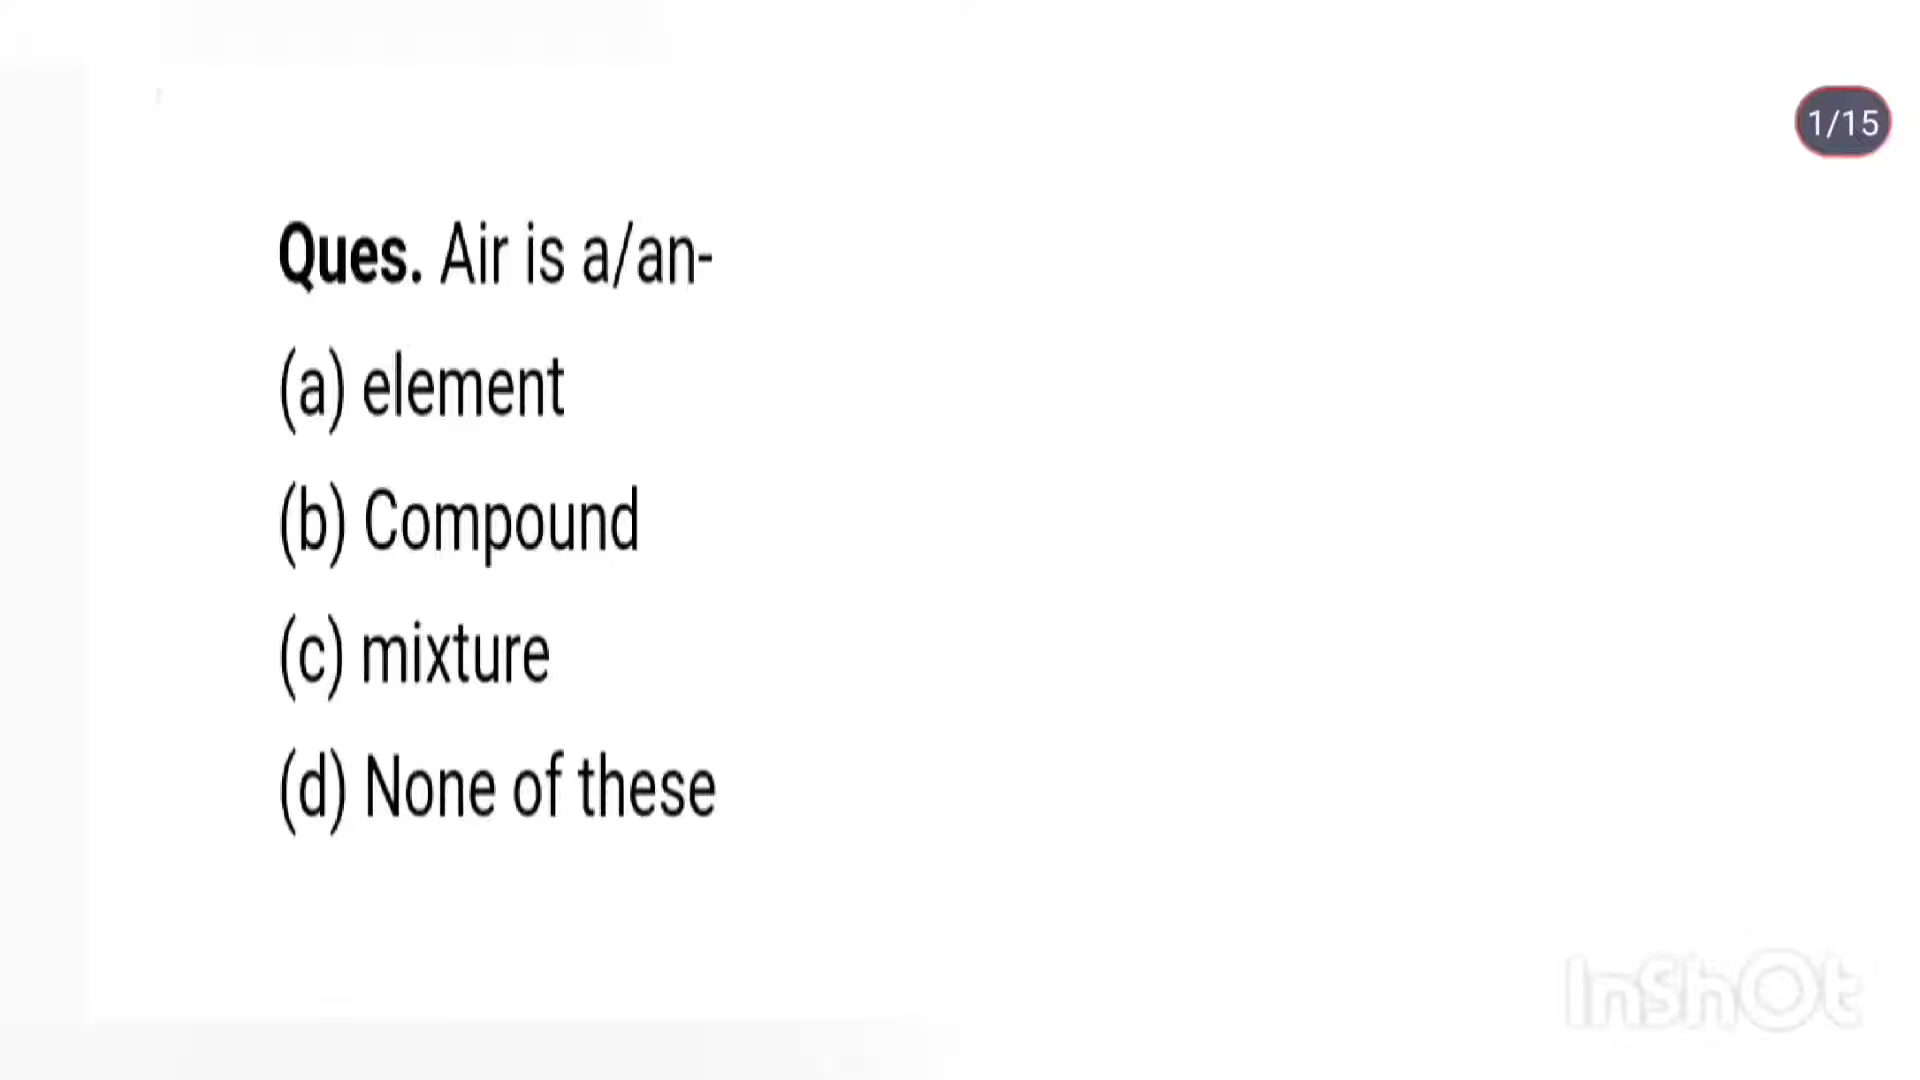 1/15
Ques. Air is a/an-
(a) element
(b) Compound
(c) mixture
(d) None of these
InShOt